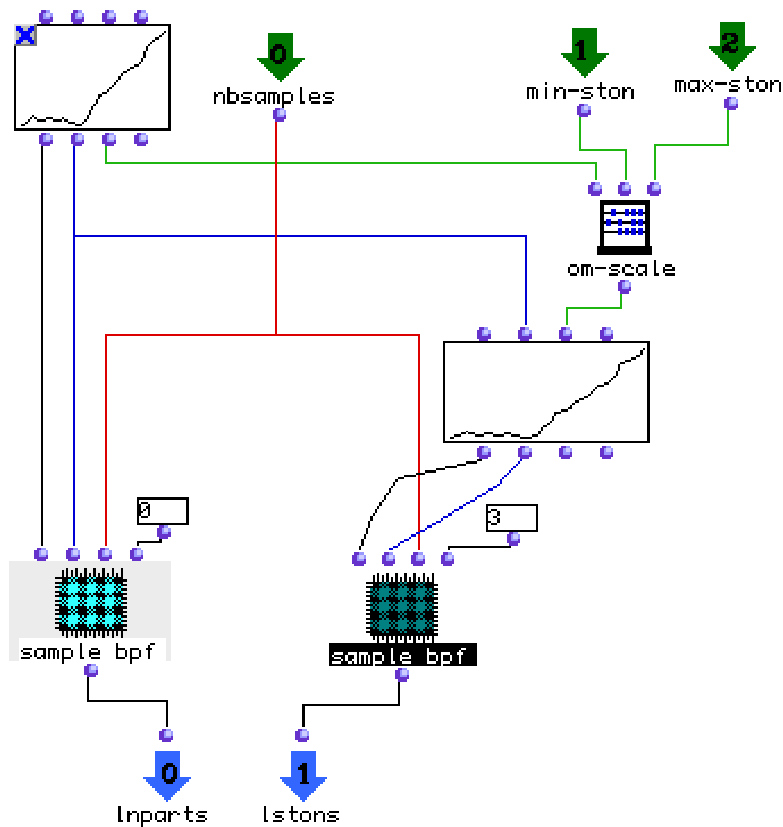 0
1
2
nbsamples
min-ston
max-ston
om-scale
0
3
sample bpf
sample bpf
0
1
lnparts
lstons